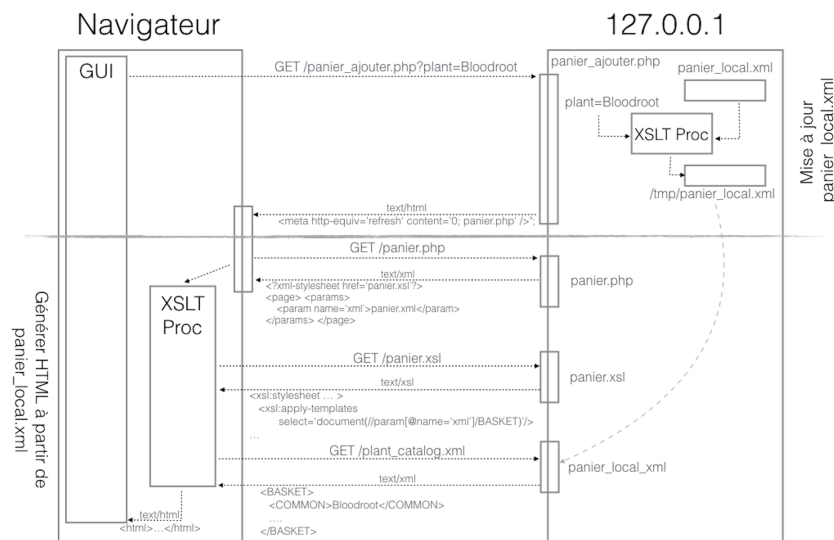 Navigateur
127.0.0.1
GUI
GET /panier_ajouter.php?plant=Bloodroot
panier_ajouter.php
panier_local.xml
plant=Bloodroot
XSLT Proc
/tmp/panier_local.xml
Mise à jour
panier_local.xml
text/html
<meta http-equiv='refresh' content='0; panier.php' />";
GET /panier.php
text/xml
<?xml-stylesheet href='panier.xsl'?>
<page> <params>
<param name='xml'>panier.xml</param>
</params> </page>
panier.php
XSLT
Proc
Générer HTML à partir de
panier_local.xml
GET /panier.xsl
text/xsl
<xsl:stylesheet ... >
<xsl:apply-templates
select='document(//param[@name='xml']/BASKET)'/>
...
panier.xsl
GET /plant_catalog.xml
text/xml
<BASKET>
<COMMON>Bloodroot</COMMON>
....
</BASKET>
panier_local_xml
text/html
<html>...</html>